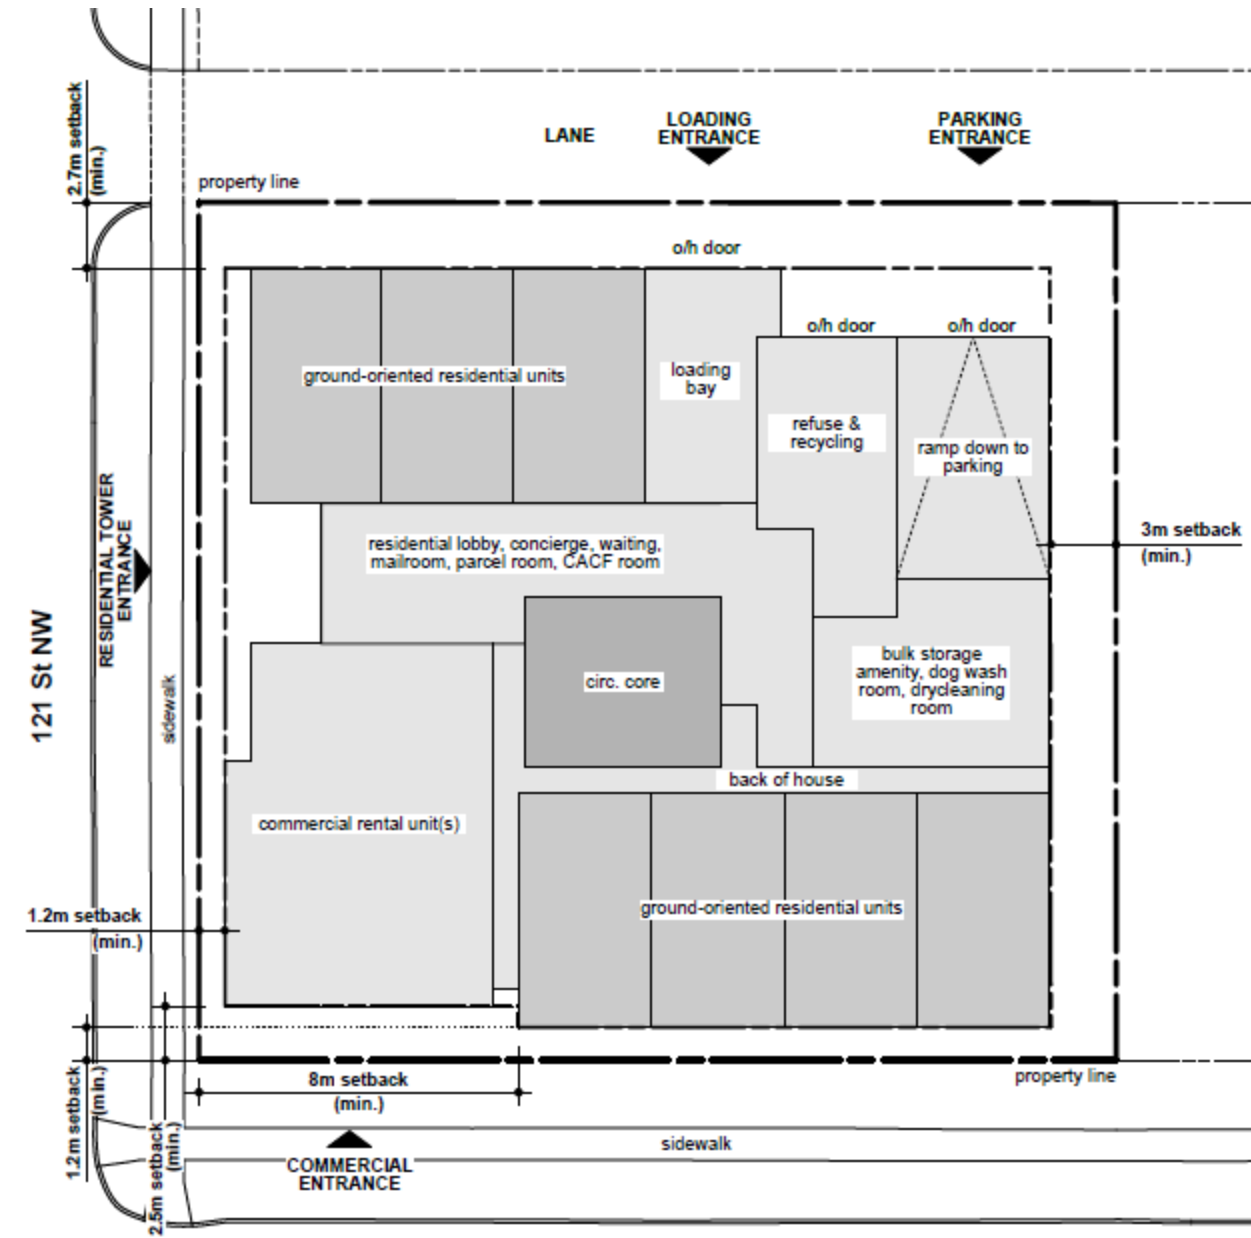 2.7m setback
(min.)
LANE
LOADING
ENTRANCE
PARKING
ENTRANCE
property line
o/h door
o/h door
o/h door
ground-oriented residential units
loading
bay
refuse &
recycling
ramp down to
parking
RESIDENTIAL TOWER
ENTRANCE
residential lobby, concierge, waiting,
mailroom, parcel room, CACF room
3m setback
(min.)
121 St NW
sidewalk
circ. core
bulk storage
amenity, dog wash
room, drycleaning
room
back of house
commercial rental unit(s)
ground-oriented residential units
1.2m setback
(min.)
8m setback
(min.)
property line
1.2m setback
(min.)
2.5m setback
(min.)
COMMERCIAL
ENTRANCE
sidewalk